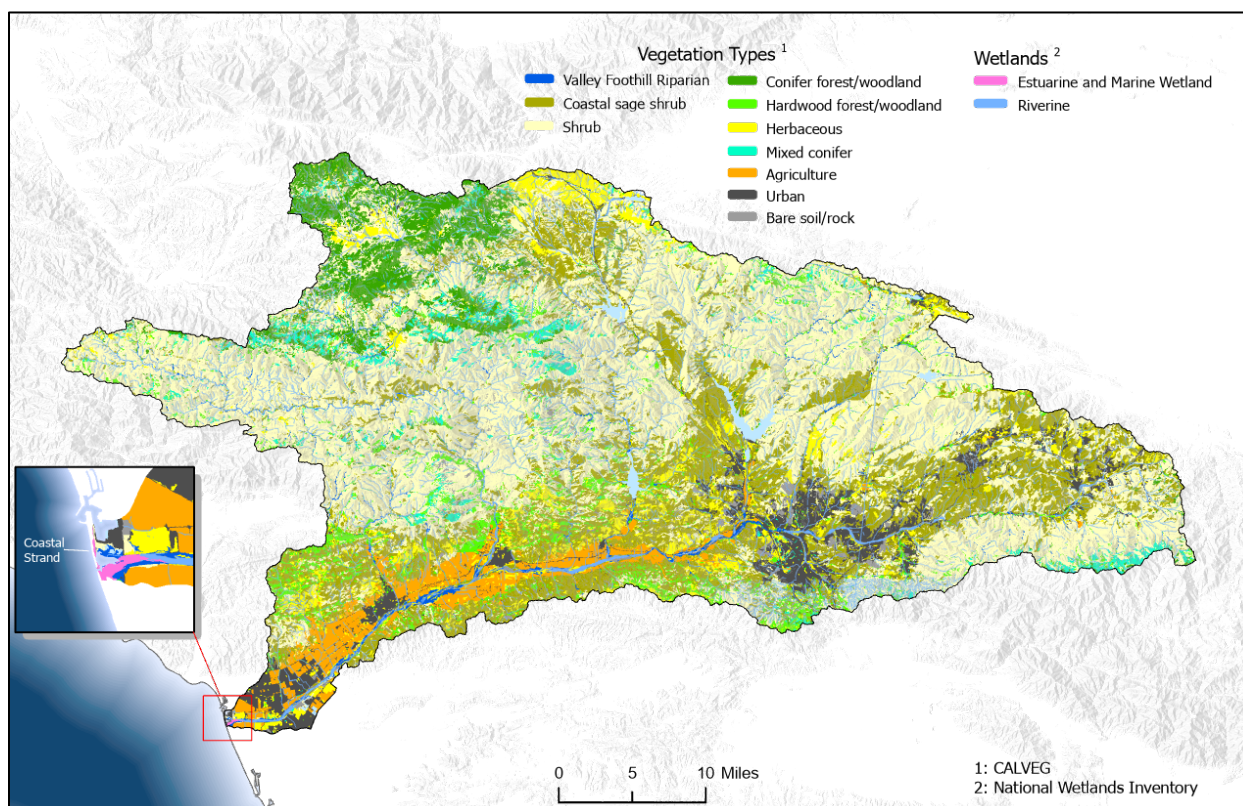 Vegetation Types 1
Valley Foothill Riparian
Coastal sage shrub
Shrub
Conifer forest/woodland
Hardwood forest/woodland
Herbaceous
Mixed conifer
Agriculture
Urban
Bare soil/rock
Wetlands 2
Estuarine and Marine Wetland
Riverine
Coastal
Strand
0 5 10 Miles
1: CALVEG
2: National Wetlands Inventory